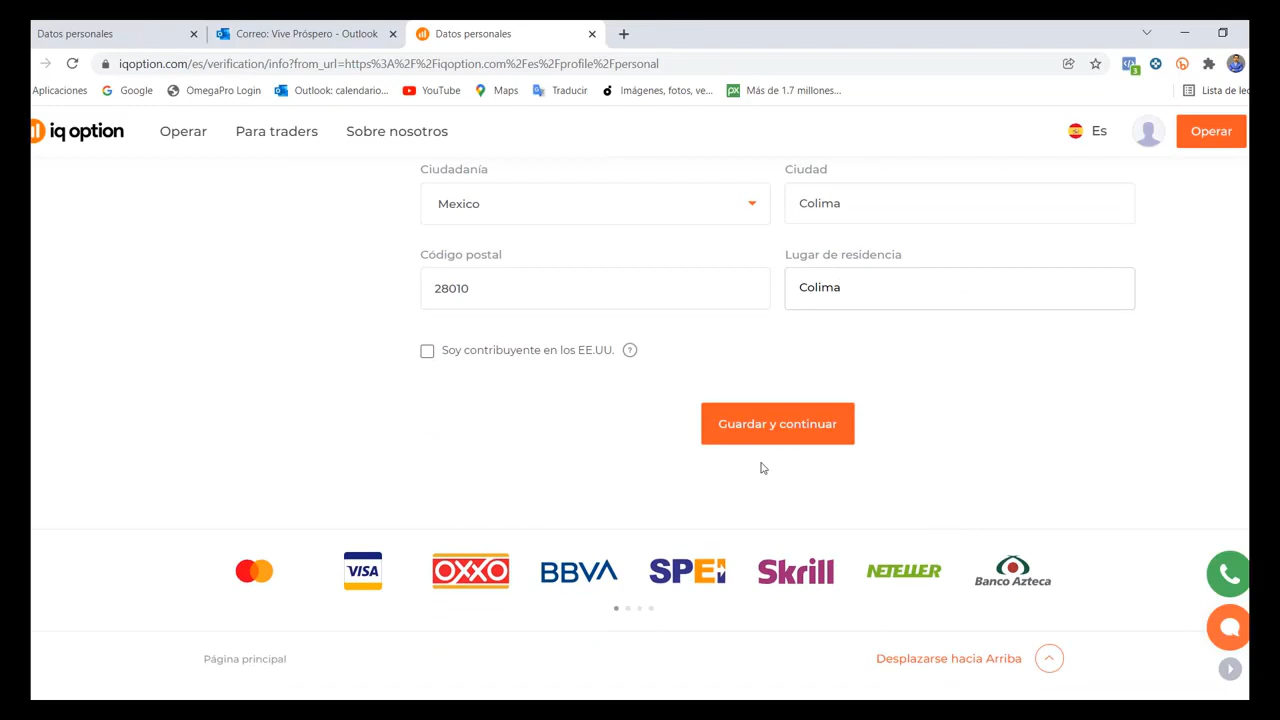 Datos personales
Correo: Vive Próspero - Outlook
Datos personales
iqoption.com/es/verification/info?from_url=https%3A%2F%2Fiqoption.com%2Fes%2Fprofile%2Fpersonal
3
Aplicaciones
Google
OmegaPro Login
Outlook: calendario...
YouTube
Maps
Traducir
Imágenes, fotos, ve...
px
Más de 1.7 millones...
Lista de lec
iq option
Operar
Para traders
Sobre nosotros
Es
Operar
Ciudadanía
Ciudad
Mexico
Colima
Código postal
Lugar de residencia
28010
Colima
Soy contribuyente en los EE.UU. ?
Guardar y continuar
VISA
OXXO
BBVA
SPEI
Skrill
NETELLER
Banco Azteca
Página principal
Desplazarse hacia Arriba